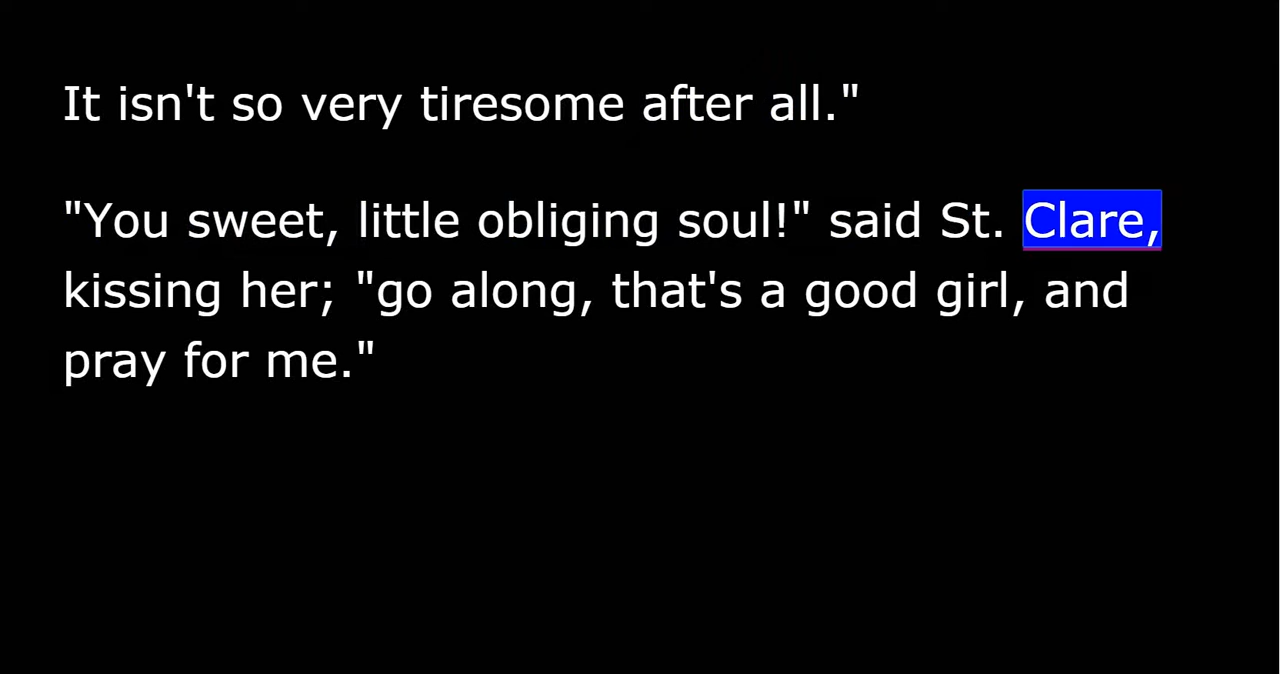 It isn't so very tiresome after all."
"You sweet, little obliging soul!" said St. Clare,
kissing her; "go along, that's a good girl, and
pray for me."